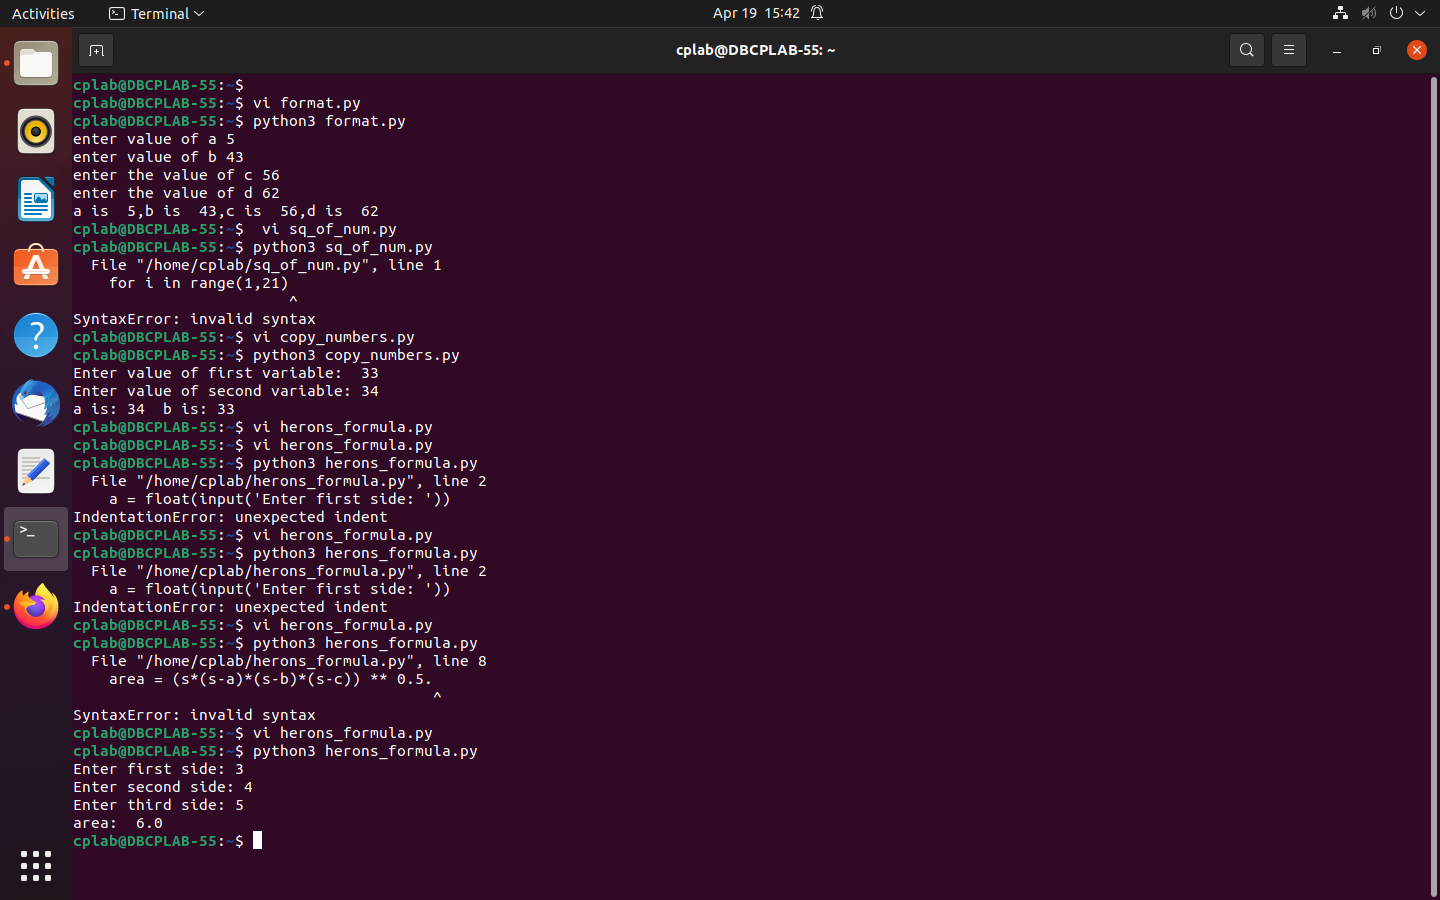 Activities
Terminal
Apr 19 15:42
cplab@DBCPLAB-55: ~
cplab@DBCPLAB-55:~$
cplab@DBCPLAB-55:~$ vi format.py
cplab@DBCPLAB-55:~$ python3 format.py
enter value of a 5
enter value of b 43
enter the value of c 56
enter the value of d 62
a is  5,b is  43,c is  56,d is  62
cplab@DBCPLAB-55:~$  vi sq_of_num.py
cplab@DBCPLAB-55:~$ python3 sq_of_num.py
  File "/home/cplab/sq_of_num.py", line 1
    for i in range(1,21)
                        ^
SyntaxError: invalid syntax
cplab@DBCPLAB-55:~$ vi copy_numbers.py
cplab@DBCPLAB-55:~$ python3 copy_numbers.py
Enter value of first variable:  33
Enter value of second variable: 34
a is: 34  b is: 33
cplab@DBCPLAB-55:~$ vi herons_formula.py
cplab@DBCPLAB-55:~$ vi herons_formula.py
cplab@DBCPLAB-55:~$ python3 herons_formula.py
  File "/home/cplab/herons_formula.py", line 2
    a = float(input('Enter first side: '))
IndentationError: unexpected indent
cplab@DBCPLAB-55:~$ vi herons_formula.py
cplab@DBCPLAB-55:~$ python3 herons_formula.py
  File "/home/cplab/herons_formula.py", line 2
    a = float(input('Enter first side: '))
IndentationError: unexpected indent
cplab@DBCPLAB-55:~$ vi herons_formula.py
cplab@DBCPLAB-55:~$ python3 herons_formula.py
  File "/home/cplab/herons_formula.py", line 8
    area = (s*(s-a)*(s-b)*(s-c)) ** 0.5.
                                        ^
SyntaxError: invalid syntax
cplab@DBCPLAB-55:~$ vi herons_formula.py
cplab@DBCPLAB-55:~$ python3 herons_formula.py
Enter first side: 3
Enter second side: 4
Enter third side: 5
area:  6.0
cplab@DBCPLAB-55:~$